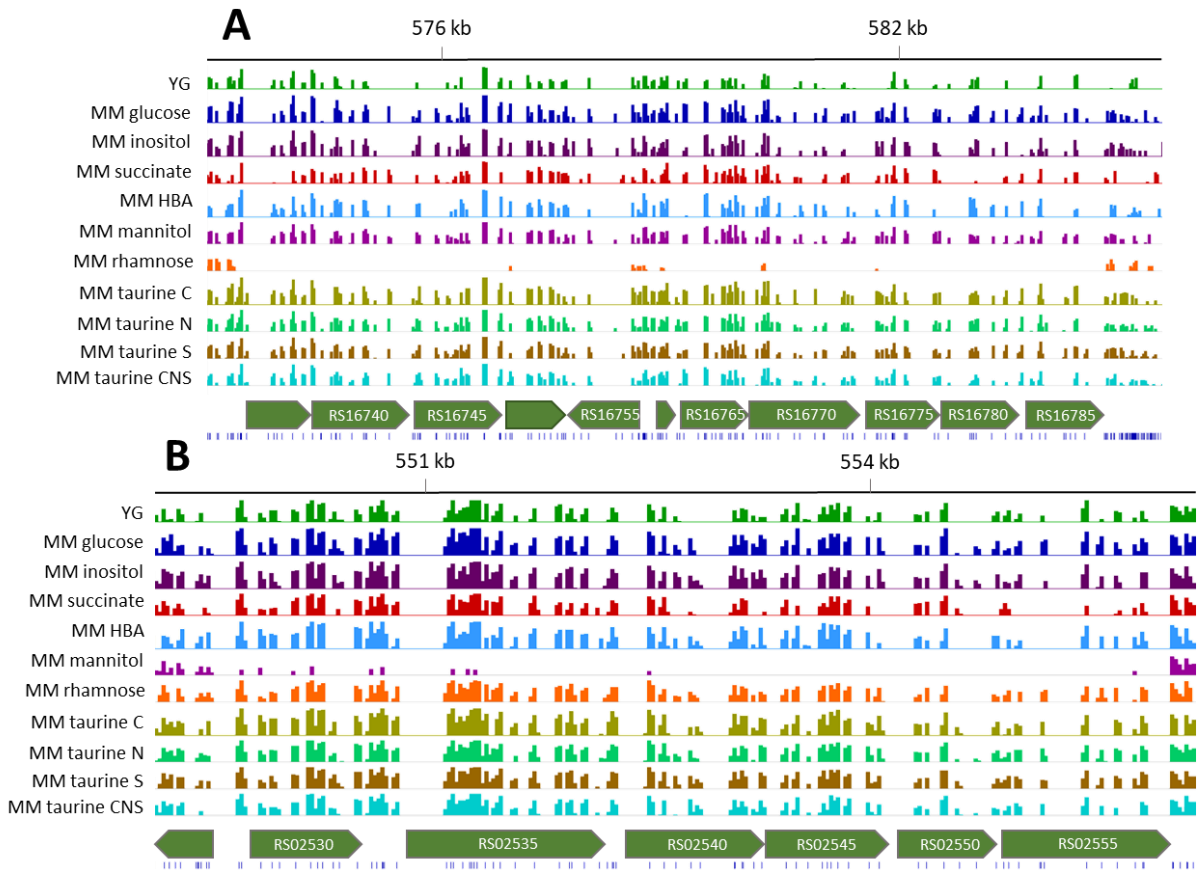 A
576 kb 582 kb
YG
MM glucose
MM inositol
MM succinate
MM HBA
MM mannitol
MM rhamnose
MM taurine C
MM taurine N
MM taurine S
MM taurine CNS
RS16740 RS16745 RS16755 RS16765 RS16770 RS16775 RS16780 RS16785
B
551 kb 554 kb
YG
MM glucose
MM inositol
MM succinate
MM HBA
MM mannitol
MM rhamnose
MM taurine C
MM taurine N
MM taurine S
MM taurine CNS
RS02530 RS02535 RS02540 RS02545 RS02550 RS02555